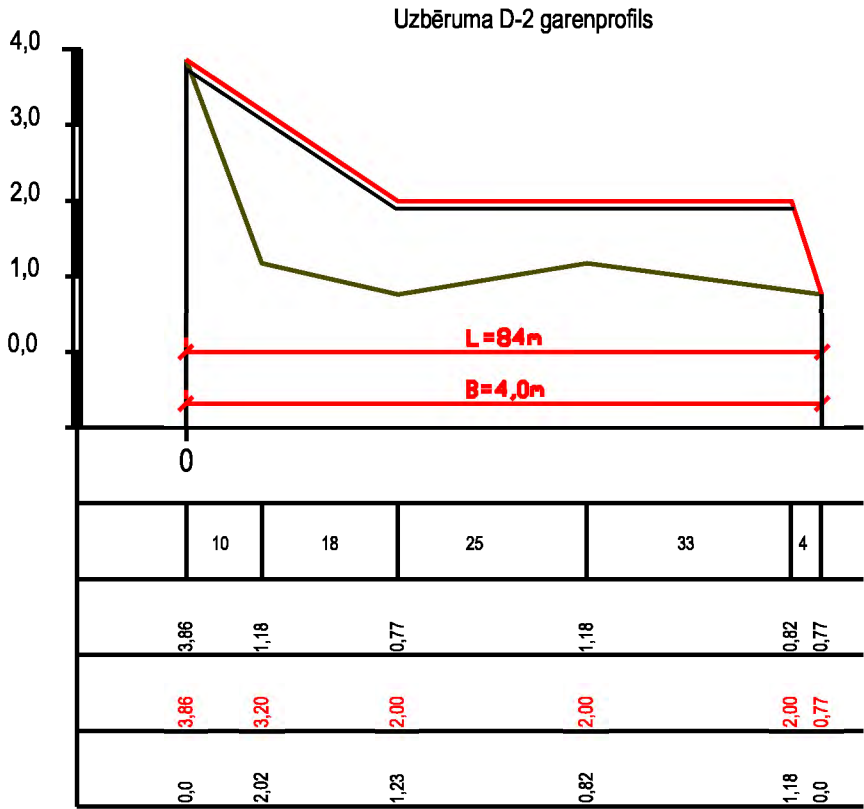 Uzbēruma D-2 garenprofils
4,0
3,0
2,0
1,0
0,0
L=84m
B=4,0m
0
10 18 25 33 4
3,86 1,18 0,77 1,18 0,82 0,77
3,86 3,20 2,00 2,00 2,00 0,77
0,0 2,02 1,23 0,82 1,18 0,0